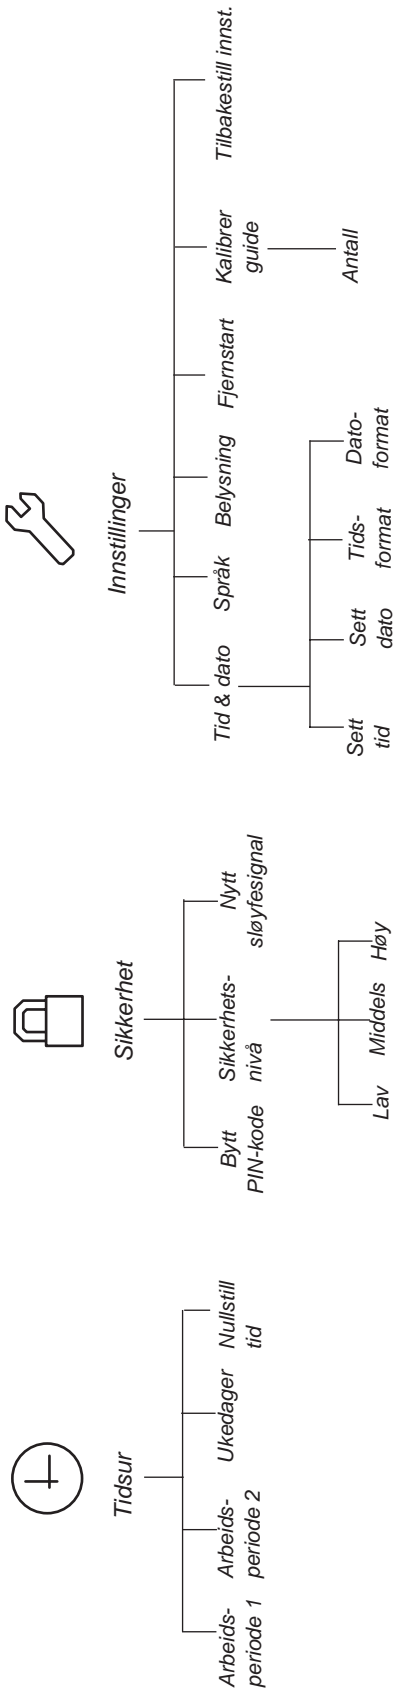 Tidsur
Arbeids-
periode 1
Arbeids-
periode 2
Ukedager
Nullstill
tid
Sikkerhet
Bytt
PIN-kode
Sikkerhets-
nivå
Nytt
sløyfesignal
Lav
Middels
Høy
Innstillinger
Tid & dato
Språk
Belysning
Fjernstart
Kalibrer
guide
Tilbakestill innst.
Sett
tid
Sett
dato
Tids-
format
Dato-
format
Antall